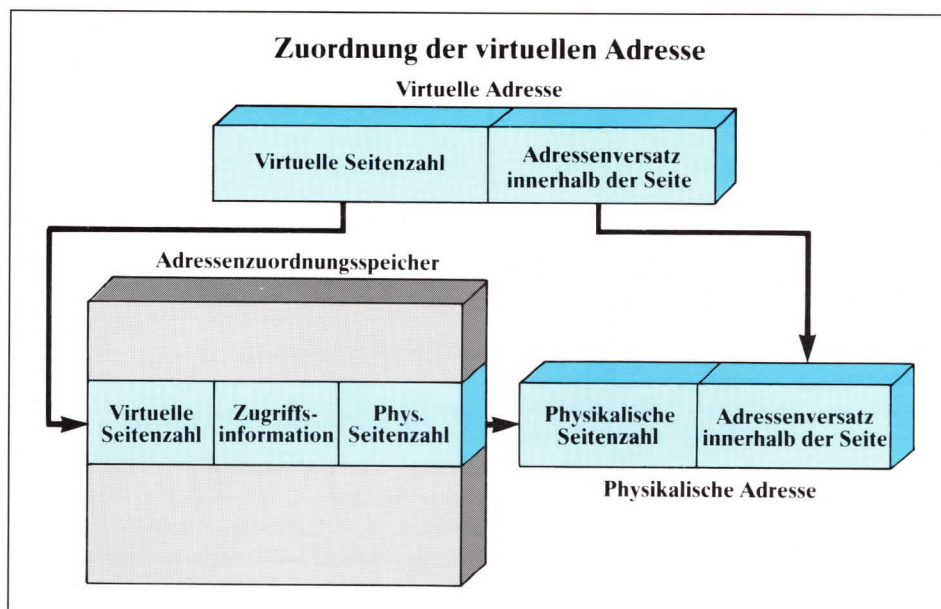 Zuordnung der virtuellen Adresse
Virtuelle Adresse
Virtuelle Seitenzahl
Adressenversatz
innerhalb der Seite
Adressenzuordnungsspeicher
Virtuelle
Seitenzahl
Zugriffs-
information
Phys.
Seitenzahl
Physikalische
Seitenzahl
Adressenversatz
innerhalb der Seite
Physikalische Adresse